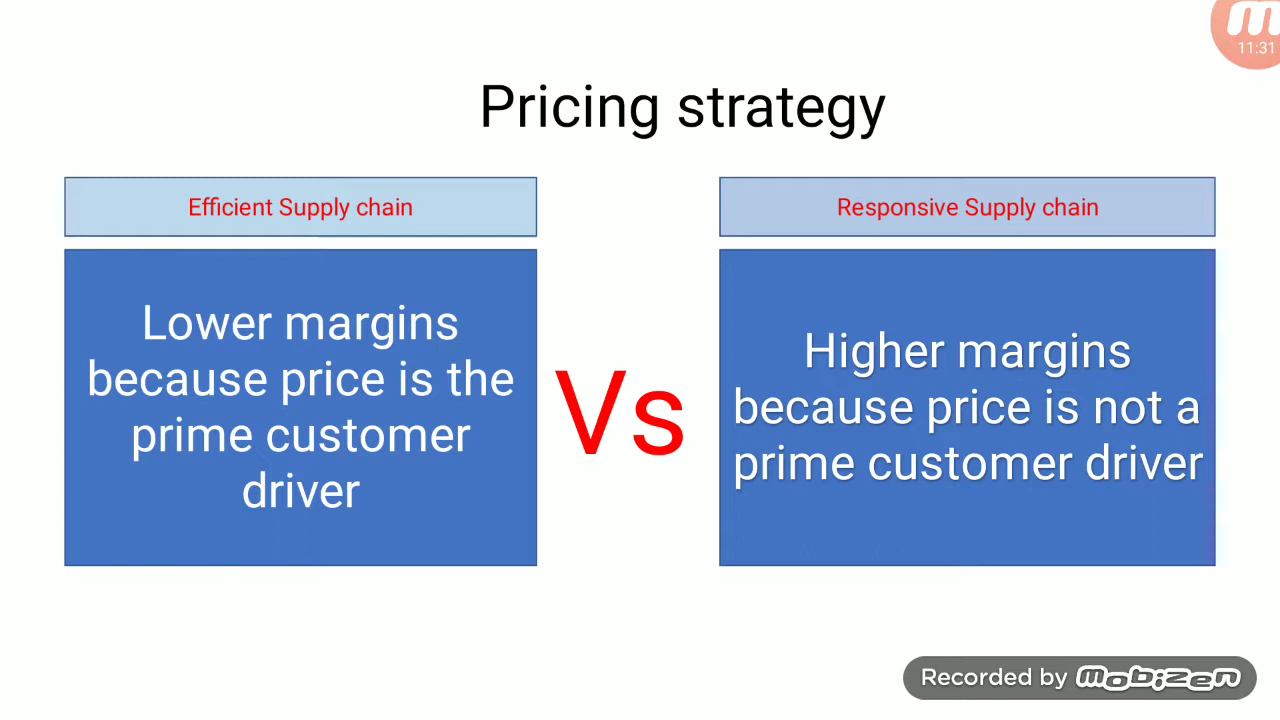 11:31
Pricing strategy
Efficient Supply chain
Responsive Supply chain
Lower margins
because price is the
prime customer
driver
Vs
Higher margins
because price is not a
prime customer driver
Recorded by mobizen